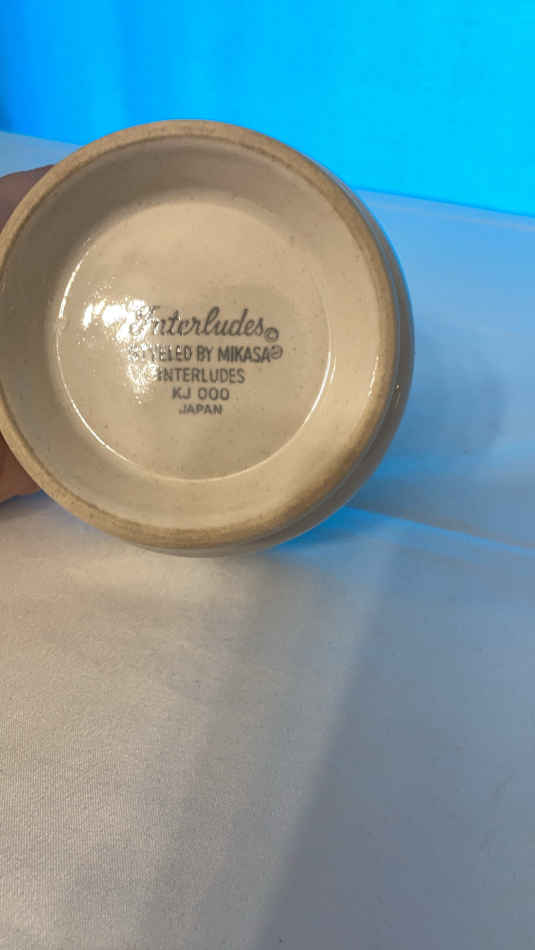 Interludes©
BY MIKASA®
INTERLUDES
KJ 000
JAPAN